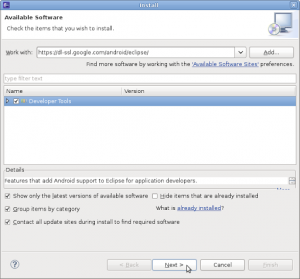 Install
Available Software
Check the items that you wish to install.
Work with: https://dl-ssl.google.com/android/eclipse/ Add...
Find more software by working with the 'Available Software Sites' preferences.
type filter text
Name Version
Developer Tools
Details
Features that add Android support to Eclipse for application developers.
More...
Show only the latest versions of available software Hide items that are already installed
Group items by category What is already installed?
Contact all update sites during install to find required software
< Back Next > Cancel Finish